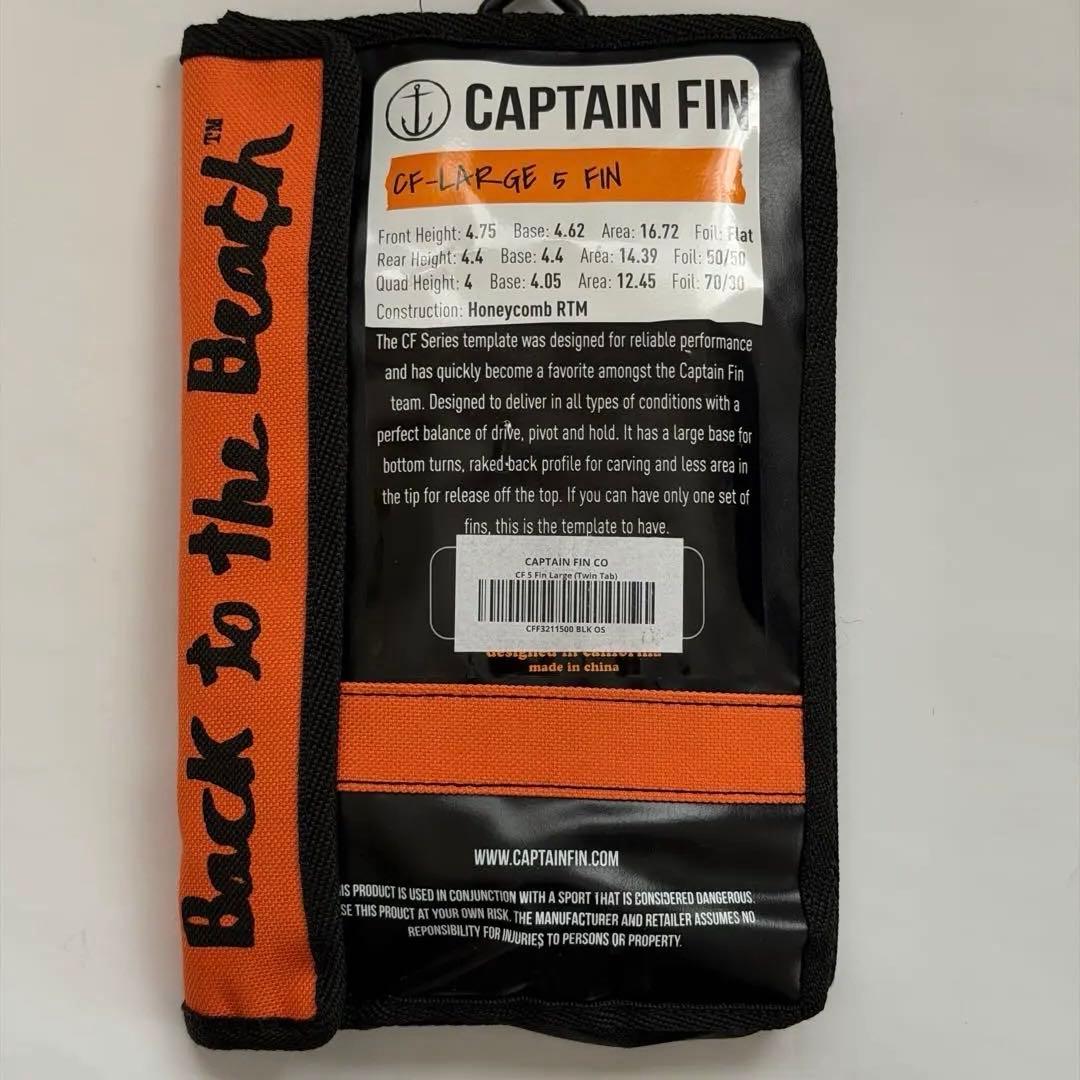 Back to the Beach™
CAPTAIN FIN
CF-LARGE 5 FIN
Front Height: 4.75 Base: 4.62 Area: 16.72 Foil: Flat
Rear Height: 4.4 Base: 4.4 Area: 14.39 Foil: 50/50
Quad Height: 4 Base: 4.05 Area: 12.45 Foil: 70/30
Construction: Honeycomb RTM
The CF Series template was designed for reliable performance
and has quickly become a favorite amongst the Captain Fin
team. Designed to deliver in all types of conditions with a
perfect balance of drive, pivot and hold. It has a large base for
bottom turns, raked back profile for carving and less area in
the tip for release off the top. If you can have only one set of
fins, this is the template to have.
CAPTAIN FIN CO
CF 5 Fin Large (Twin Tab)
CFF3211500 BLK OS
designed in california
made in china
WWW.CAPTAINFIN.COM
IS PRODUCT IS USED IN CONJUNCTION WITH A SPORT THAT IS CONSIDERED DANGEROUS.
SE THIS PROUCT AT YOUR OWN RISK. THE MANUFACTURER AND RETAILER ASSUMES NO
REPONSIBILITY FOR INJURIES TO PERSONS OR PROPERTY.